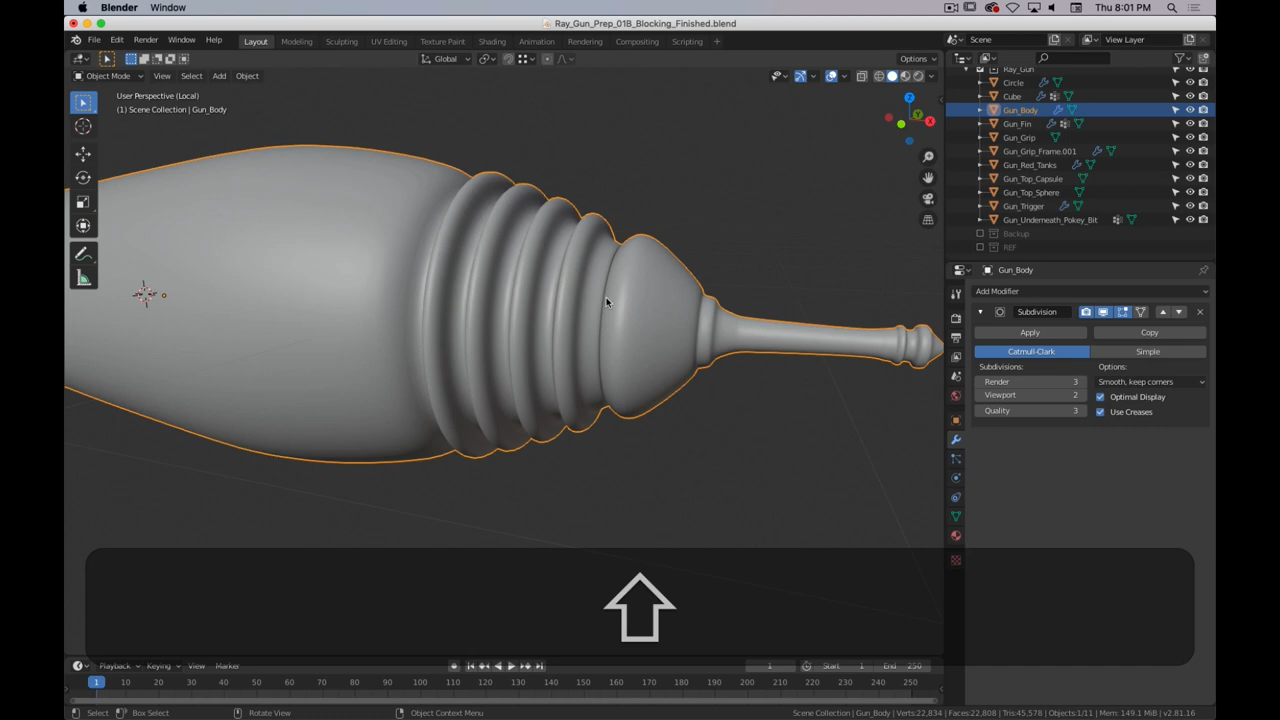 Blender Window Thu 8:01 PM
Ray_Gun_Prep_01B_Blocking_Finished.blend
File Edit Render Window Help Layout Modeling Sculpting UV Editing Texture Paint Shading Animation Rendering Compositing Scripting + Scene View Layer
Global Options
Object Mode View Select Add Object
User Perspective (Local)
(1) Scene Collection | Gun_Body
Z
Y
X
Ray_Gun
Circle
Cube
Gun_Body
Gun_Fin
Gun_Grip
Gun_Grip_Frame.001
Gun_Red_Tanks
Gun_Top_Capsule
Gun_Top_Sphere
Gun_Trigger
Gun_Underneath_Pokey_Bit
Backup
REF
Gun_Body
Add Modifier
Subdivision
Apply Copy
Catmull-Clark Simple
Subdivisions: Options:
Render 3 Smooth, keep corners
Viewport 2 Optimal Display
Quality 3 Use Creases
Playback Keying View Marker 1 Start 1 End 250
1 10 20 30 40 50 60 70 80 90 100 110 120 130 140 150 160 170 180 190 200 210 220 230 240 250
Select Box Select Rotate View Object Context Menu Scene Collection | Gun_Body | Verts:22,834 | Faces:22,808 | Tris:45,578 | Objects:1/11 | Mem: 149.1 MiB | v2.81.16